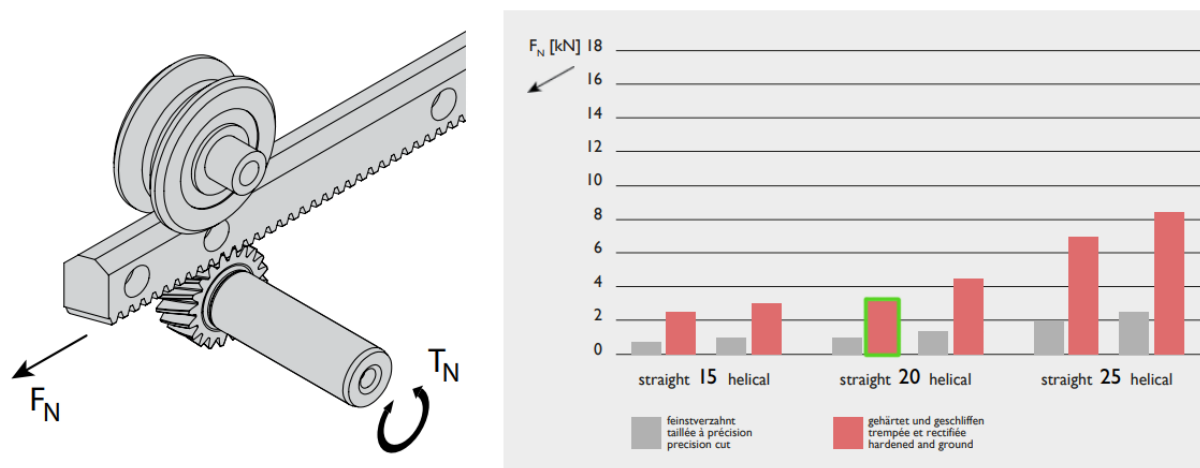 F_N
T_N
F_N [kN] 18
16
14
12
10
8
6
4
2
0
straight 15 helical
straight 20 helical
straight 25 helical
feinstverzahnt
taillée à précision
precision cut
gehärtet und geschliffen
trempée et rectifiée
hardened and ground